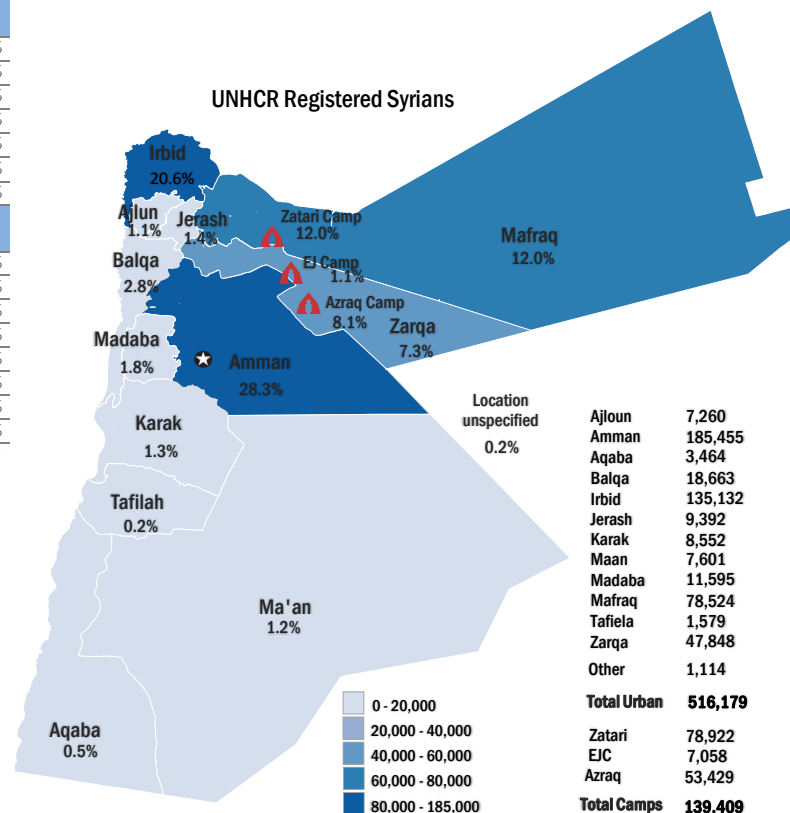 UNHCR Registered Syrians
Irbid
20.6%
Ajlun
1.1%
Jerash
1.4%
Zatari Camp
12.0%
Mafraq
12.0%
EJ Camp
1.1%
Balqa
2.8%
Azraq Camp
8.1%
Zarqa
7.3%
Madaba
1.8%
Amman
28.3%
Location
unspecified
0.2%
Karak
1.3%
Tafilah
0.2%
Ma'an
1.2%
Aqaba
0.5%
0 - 20,000
20,000 - 40,000
40,000 - 60,000
60,000 - 80,000
80,000 - 185,000
Ajloun 7,260
Amman 185,455
Aqaba 3,464
Balqa 18,663
Irbid 135,132
Jerash 9,392
Karak 8,552
Maan 7,601
Madaba 11,595
Mafraq 78,524
Tafiela 1,579
Zarqa 47,848
Other 1,114
Total Urban 516,179
Zatari 78,922
EJC 7,058
Azraq 53,429
Total Camps 139,409